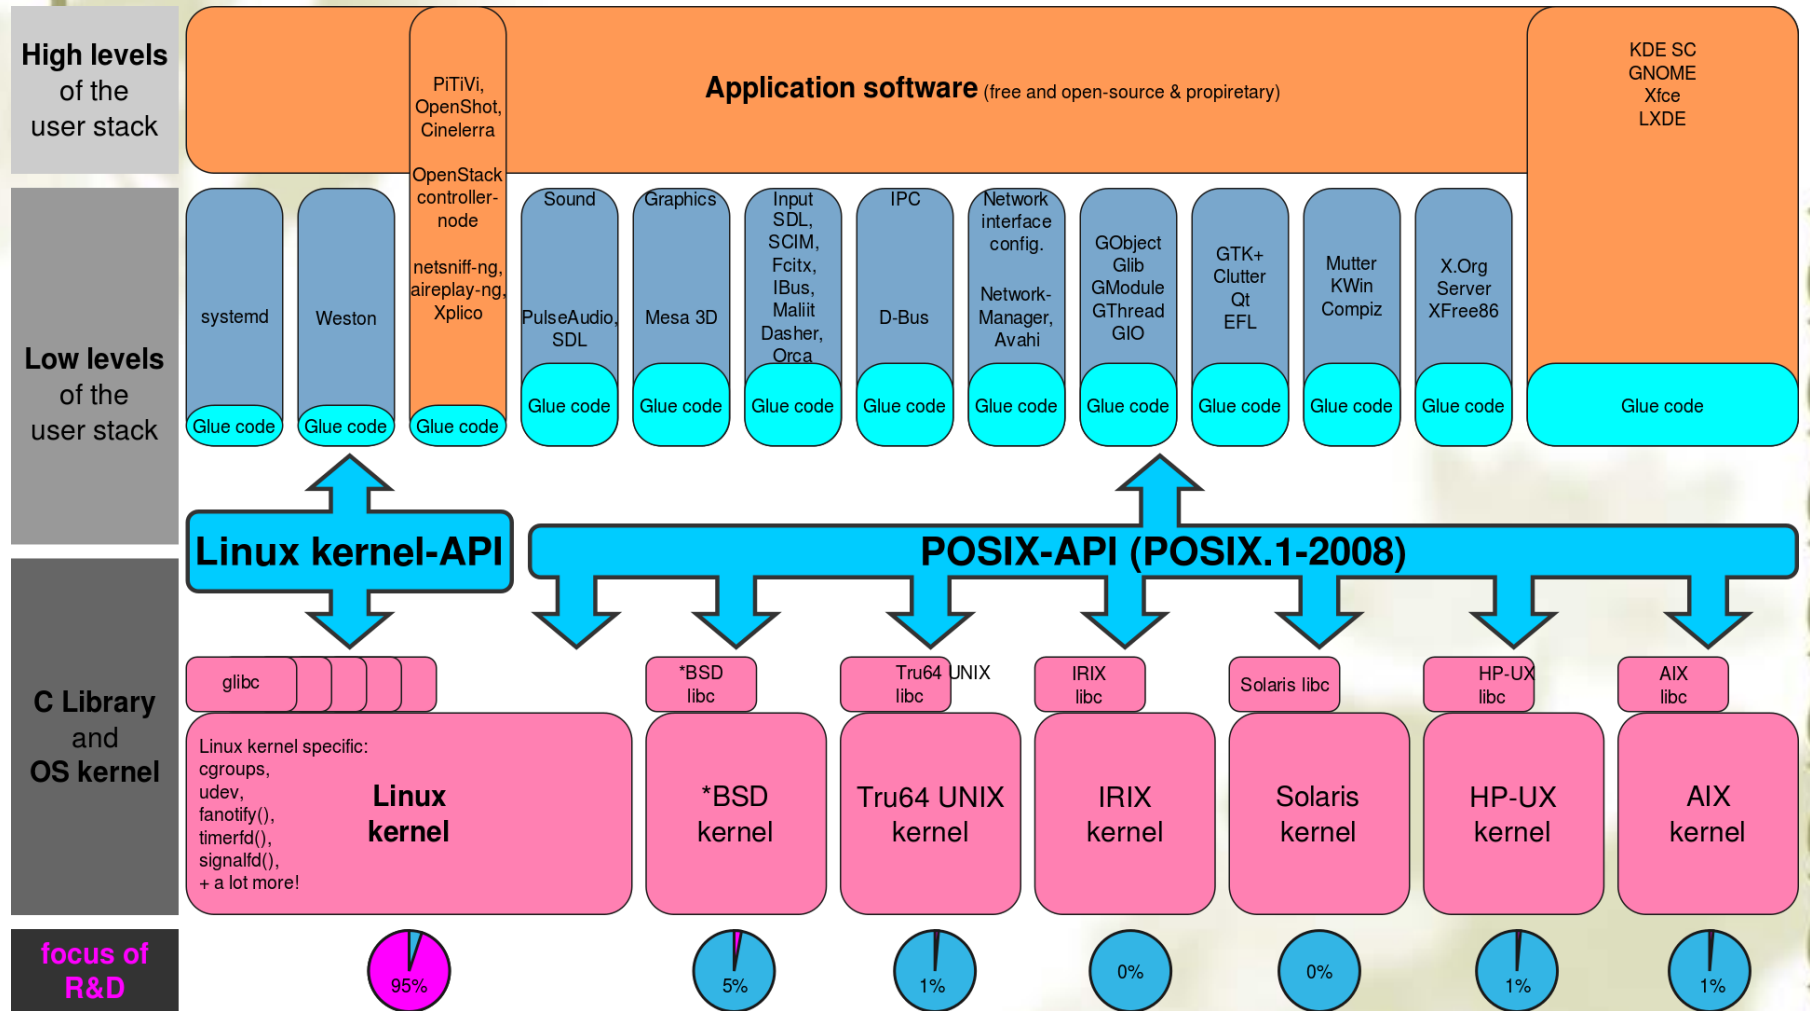 High levels
of the
user stack
PiTiVi,
OpenShot,
Cinelerra
OpenStack
controller-
node
netsniff-ng,
aireplay-ng,
Xplico
Glue code
Application software (free and open-source & propiretary)
KDE SC
GNOME
Xfce
LXDE
Glue code
Low levels
of the
user stack
systemd
Glue code
Weston
Glue code
Sound
PulseAudio,
SDL
Glue code
Graphics
Mesa 3D
Glue code
Input
SDL,
SCIM,
Fcitx,
IBus,
Maliit
Dasher,
Orca
Glue code
IPC
D-Bus
Glue code
Network
interface
config.
Network-
Manager,
Avahi
Glue code
GObject
Glib
GModule
GThread
GIO
Glue code
GTK+
Clutter
Qt
EFL
Glue code
Mutter
KWin
Compiz
Glue code
X.Org
Server
XFree86
Glue code
Linux kernel-API
POSIX-API (POSIX.1-2008)
C Library
and
OS kernel
glibc
*BSD
libc
Tru64 UNIX
libc
IRIX
libc
Solaris libc
HP-UX
libc
AIX
libc
Linux kernel specific:
cgroups,
udev,
fanotify(),
timerfd(),
signalfd(),
+ a lot more!
Linux
kernel
*BSD
kernel
Tru64 UNIX
kernel
IRIX
kernel
Solaris
kernel
HP-UX
kernel
AIX
kernel
focus of
R&D
95%
5%
1%
0%
0%
1%
1%